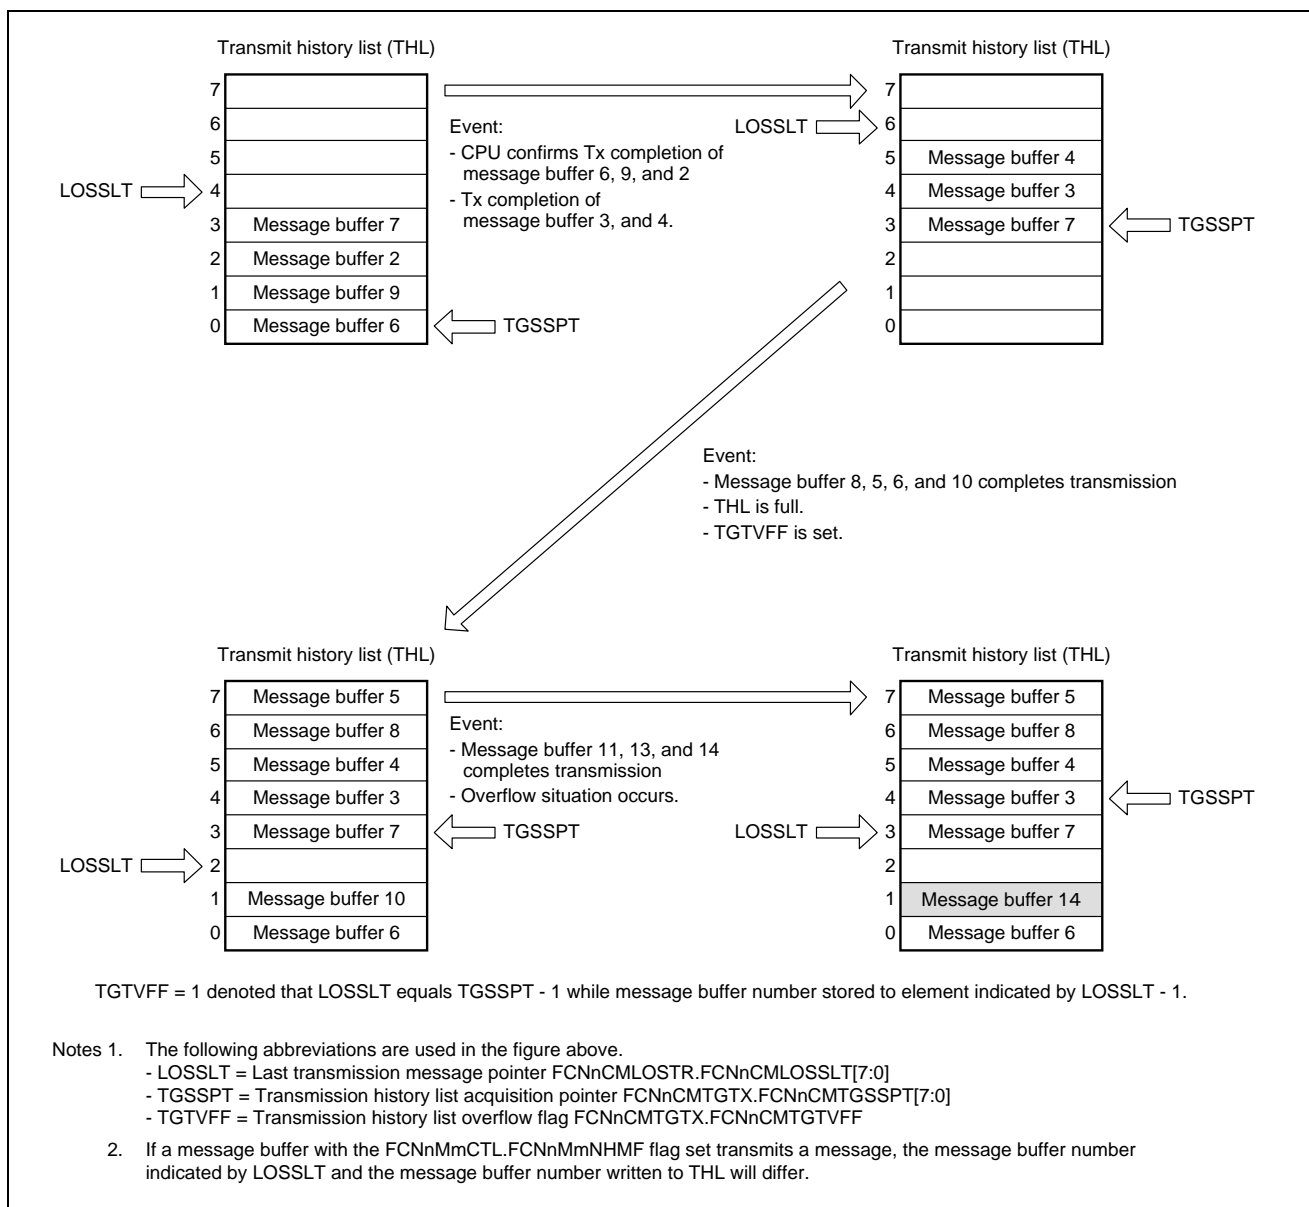 Transmit history list (THL)
7
6
5
LOSSLT 4
3 Message buffer 7
2 Message buffer 2
1 Message buffer 9
0 Message buffer 6 TGSSPT
Event:
- CPU confirms Tx completion of
message buffer 6, 9, and 2
- Tx completion of
message buffer 3, and 4.
Transmit history list (THL)
7
LOSSLT 6
5 Message buffer 4
4 Message buffer 3
3 Message buffer 7 TGSSPT
2
1
0
Event:
- Message buffer 8, 5, 6, and 10 completes transmission
- THL is full.
- TGTVFF is set.
Transmit history list (THL)
7 Message buffer 5
6 Message buffer 8
5 Message buffer 4
4 Message buffer 3
3 Message buffer 7 TGSSPT
LOSSLT 2
1 Message buffer 10
0 Message buffer 6
Event:
- Message buffer 11, 13, and 14
completes transmission
- Overflow situation occurs.
Transmit history list (THL)
7 Message buffer 5
6 Message buffer 8
5 Message buffer 4
4 Message buffer 3 TGSSPT
LOSSLT 3 Message buffer 7
2
1 Message buffer 14
0 Message buffer 6
TGTVFF = 1 denoted that LOSSLT equals TGSSPT - 1 while message buffer number stored to element indicated by LOSSLT - 1.
Notes 1. The following abbreviations are used in the figure above.
- LOSSLT = Last transmission message pointer FCNnCMLOSTR.FCNnCMLOSSLT[7:0]
- TGSSPT = Transmission history list acquisition pointer FCNnCMTGTX.FCNnCMTGSSPT[7:0]
- TGTVFF = Transmission history list overflow flag FCNnCMTGTX.FCNnCMTGTVFF
2. If a message buffer with the FCNnMmCTL.FCNnMmNHMF flag set transmits a message, the message buffer number
indicated by LOSSLT and the message buffer number written to THL will differ.